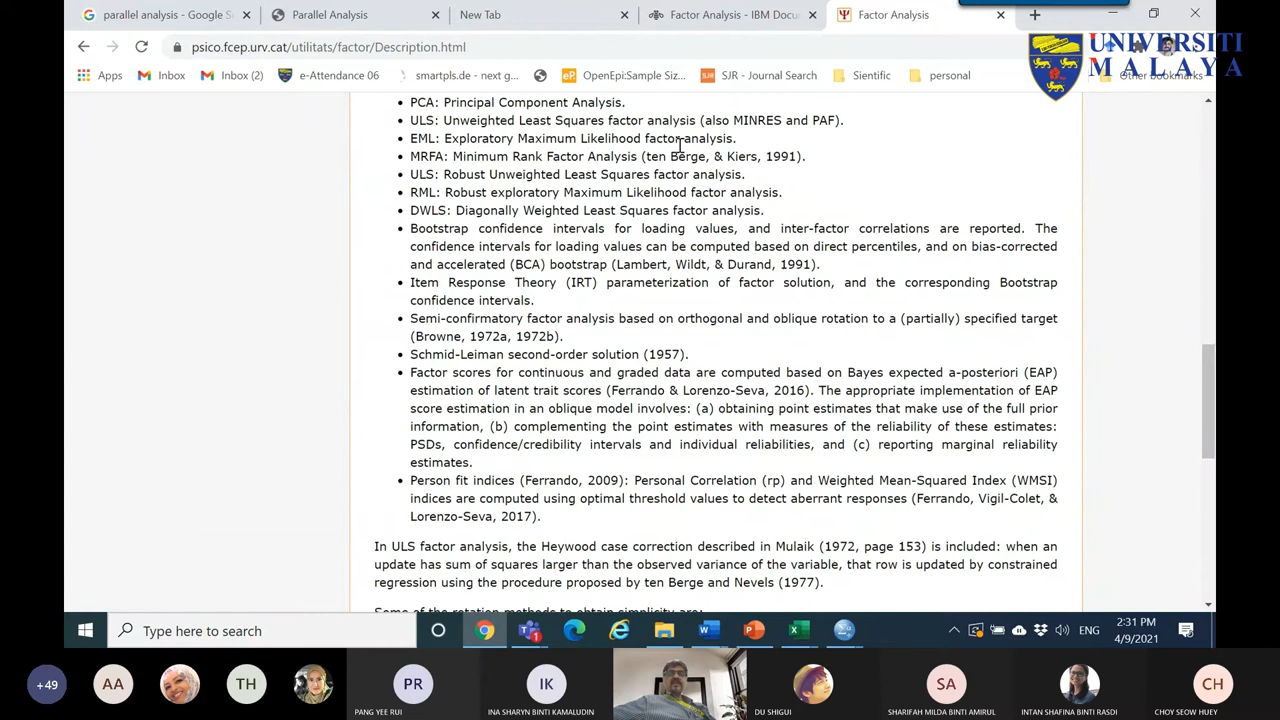 parallel analysis - Google S
Parallel Analysis
New Tab
Factor Analysis - IBM Docu
Factor Analysis
psico.fcep.urv.cat/utilitats/factor/Description.html
UNIVERSITI
MALAYA
Apps
Inbox
Inbox (2)
e-Attendance 06
smartpls.de - next g...
OpenEpi:Sample Siz...
SJR - Journal Search
Sientific
personal
Other bookmarks
• PCA: Principal Component Analysis.
• ULS: Unweighted Least Squares factor analysis (also MINRES and PAF).
• EML: Exploratory Maximum Likelihood factor analysis.
• MRFA: Minimum Rank Factor Analysis (ten Berge, & Kiers, 1991).
• ULS: Robust Unweighted Least Squares factor analysis.
• RML: Robust exploratory Maximum Likelihood factor analysis.
• DWLS: Diagonally Weighted Least Squares factor analysis.
• Bootstrap confidence intervals for loading values, and inter-factor correlations are reported. The
confidence intervals for loading values can be computed based on direct percentiles, and on bias-corrected
and accelerated (BCA) bootstrap (Lambert, Wildt, & Durand, 1991).
• Item Response Theory (IRT) parameterization of factor solution, and the corresponding Bootstrap
confidence intervals.
• Semi-confirmatory factor analysis based on orthogonal and oblique rotation to a (partially) specified target
(Browne, 1972a, 1972b).
• Schmid-Leiman second-order solution (1957).
• Factor scores for continuous and graded data are computed based on Bayes expected a-posteriori (EAP)
estimation of latent trait scores (Ferrando & Lorenzo-Seva, 2016). The appropriate implementation of EAP
score estimation in an oblique model involves: (a) obtaining point estimates that make use of the full prior
information, (b) complementing the point estimates with measures of the reliability of these estimates:
PSDs, confidence/credibility intervals and individual reliabilities, and (c) reporting marginal reliability
estimates.
• Person fit indices (Ferrando, 2009): Personal Correlation (rp) and Weighted Mean-Squared Index (WMSI)
indices are computed using optimal threshold values to detect aberrant responses (Ferrando, Vigil-Colet, &
Lorenzo-Seva, 2017).
In ULS factor analysis, the Heywood case correction described in Mulaik (1972, page 153) is included: when an
update has sum of squares larger than the observed variance of the variable, that row is updated by constrained
regression using the procedure proposed by ten Berge and Nevels (1977).
Some of the rotation methods to obtain simplicity are:
Type here to search
1
ENG
2:31 PM
4/9/2021
+49
AA
TH
PR
PANG YEE RUI
IK
INA SHARYN BINTI KAMALUDIN
DU SHIGUI
SA
SHARIFAH MILDA BINTI AMIRUL
INTAN SHAFINA BINTI RASDI
CH
CHOY SEOW HUEY